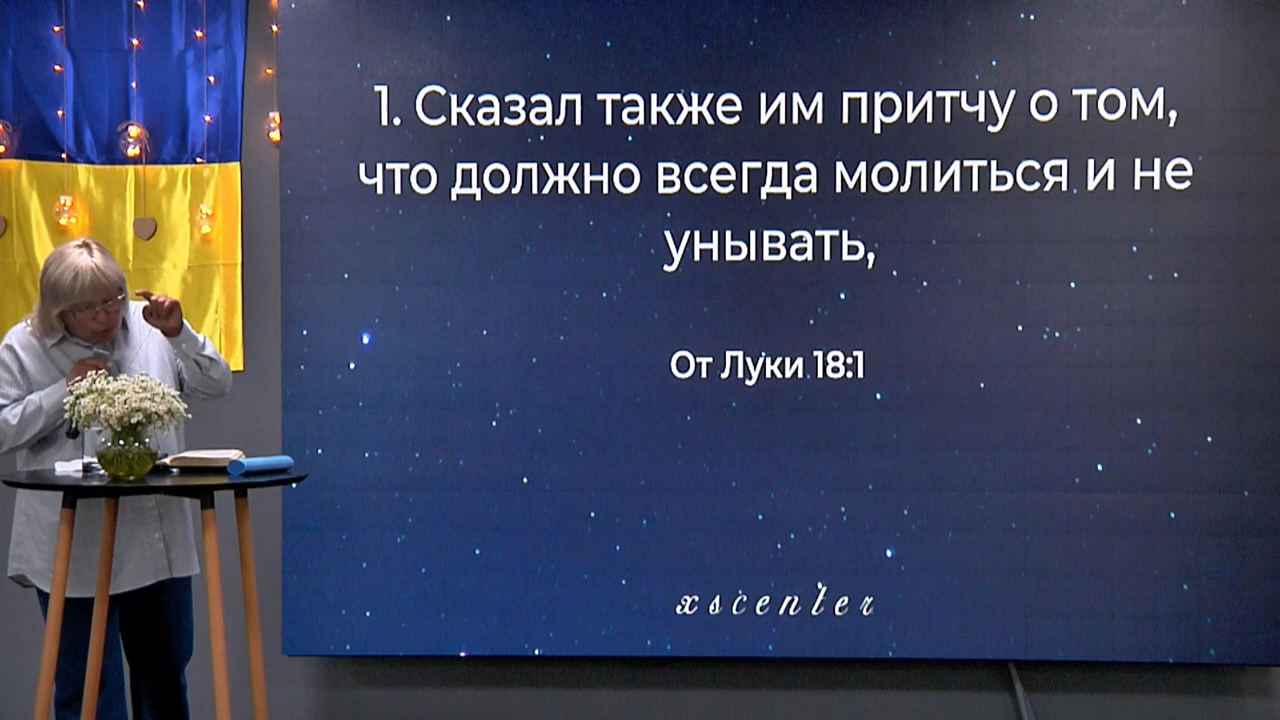 1. Сказал также им притчу о том,
что должно всегда молиться и не
унывать,
От Луки 18:1
xscenter